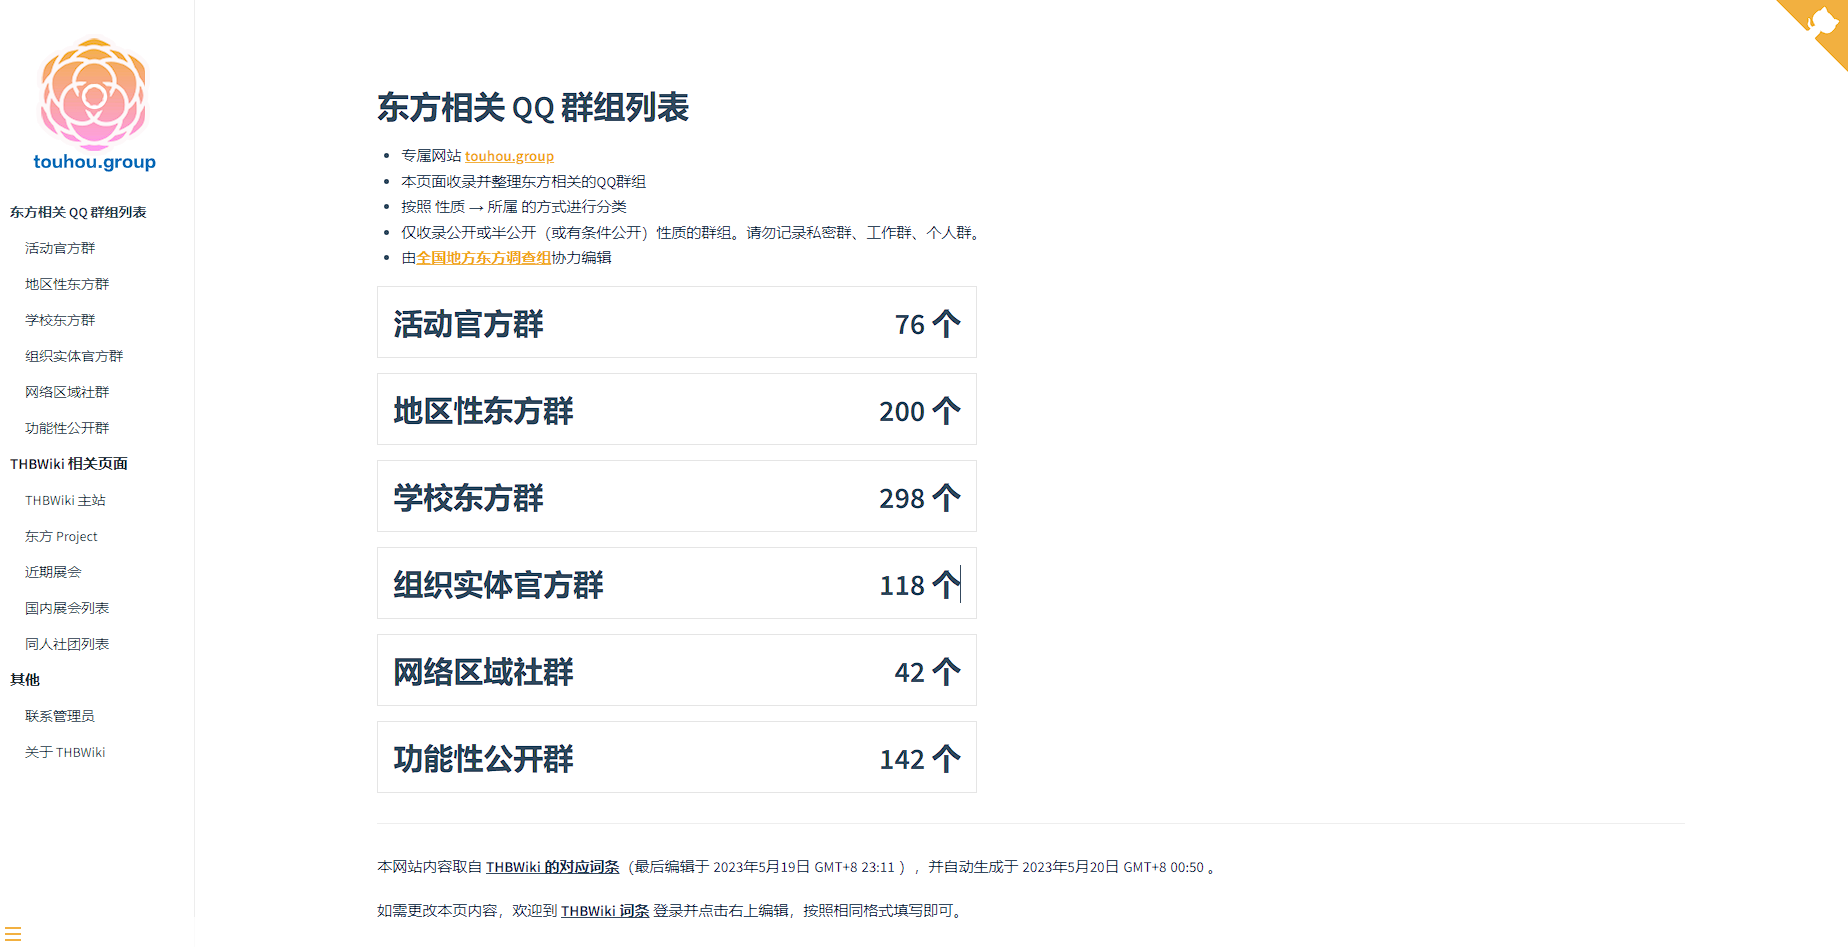 touhou.group
东方相关 QQ 群组列表
活动官方群
地区性东方群
学校东方群
组织实体官方群
网络区域社群
功能性公开群
THBWiki 相关页面
THBWiki 主站
东方 Project
近期展会
国内展会列表
同人社团列表
其他
联系管理员
关于 THBWiki
东方相关 QQ 群组列表
专属网站 touhou.group
本页面收录并整理东方相关的QQ群组
按照 性质 → 所属 的方式进行分类
仅收录公开或半公开（或有条件公开）性质的群组。请勿记录私密群、工作群、个人群。
由全国地方东方调查组协力编辑
活动官方群 76 个
地区性东方群 200 个
学校东方群 298 个
组织实体官方群 118 个
网络区域社群 42 个
功能性公开群 142 个
本网站内容取自 THBWiki 的对应词条（最后编辑于 2023年5月19日 GMT+8 23:11 ），并自动生成于 2023年5月20日 GMT+8 00:50 。
如需更改本页内容，欢迎到 THBWiki 词条 登录并点击右上编辑，按照相同格式填写即可。